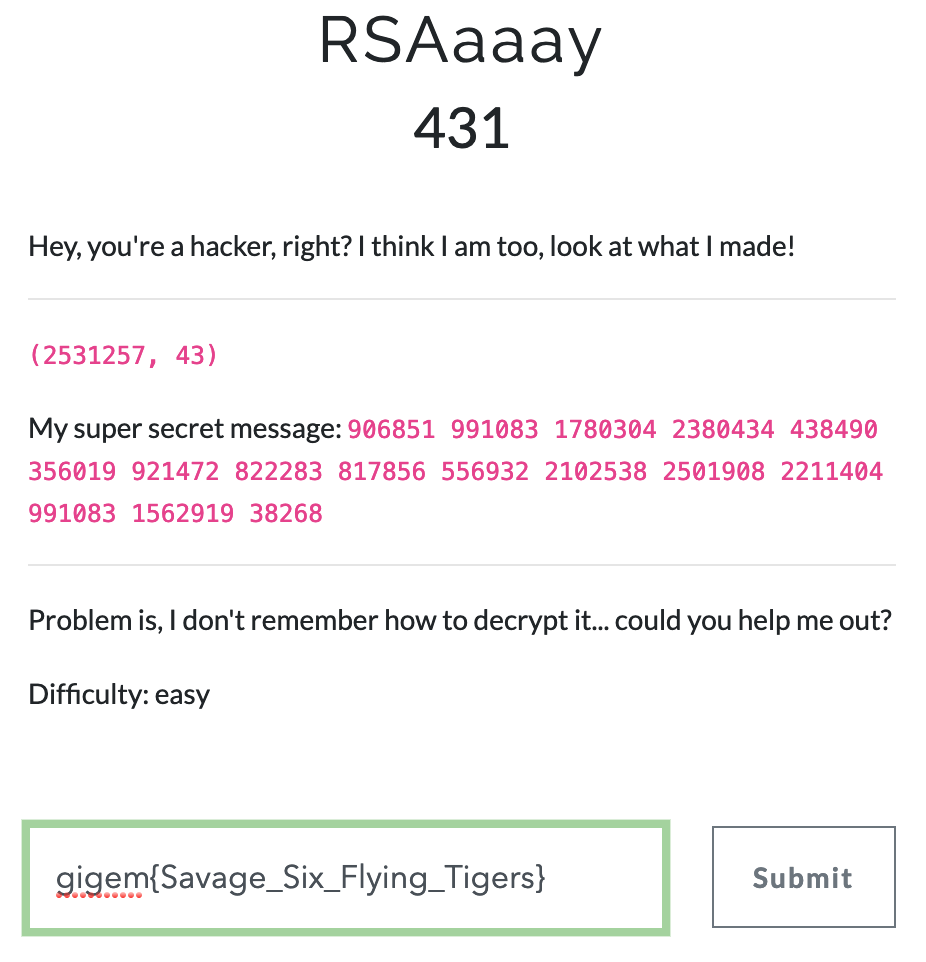 RSAaaay
431
Hey, you're a hacker, right? I think I am too, look at what I made!
(2531257, 43)
My super secret message: 906851 991083 1780304 2380434 438490
356019 921472 822283 817856 556932 2102538 2501908 2211404
991083 1562919 38268
Problem is, I don't remember how to decrypt it... could you help me out?
Difficulty: easy
gigem{Savage_Six_Flying_Tigers}
Submit